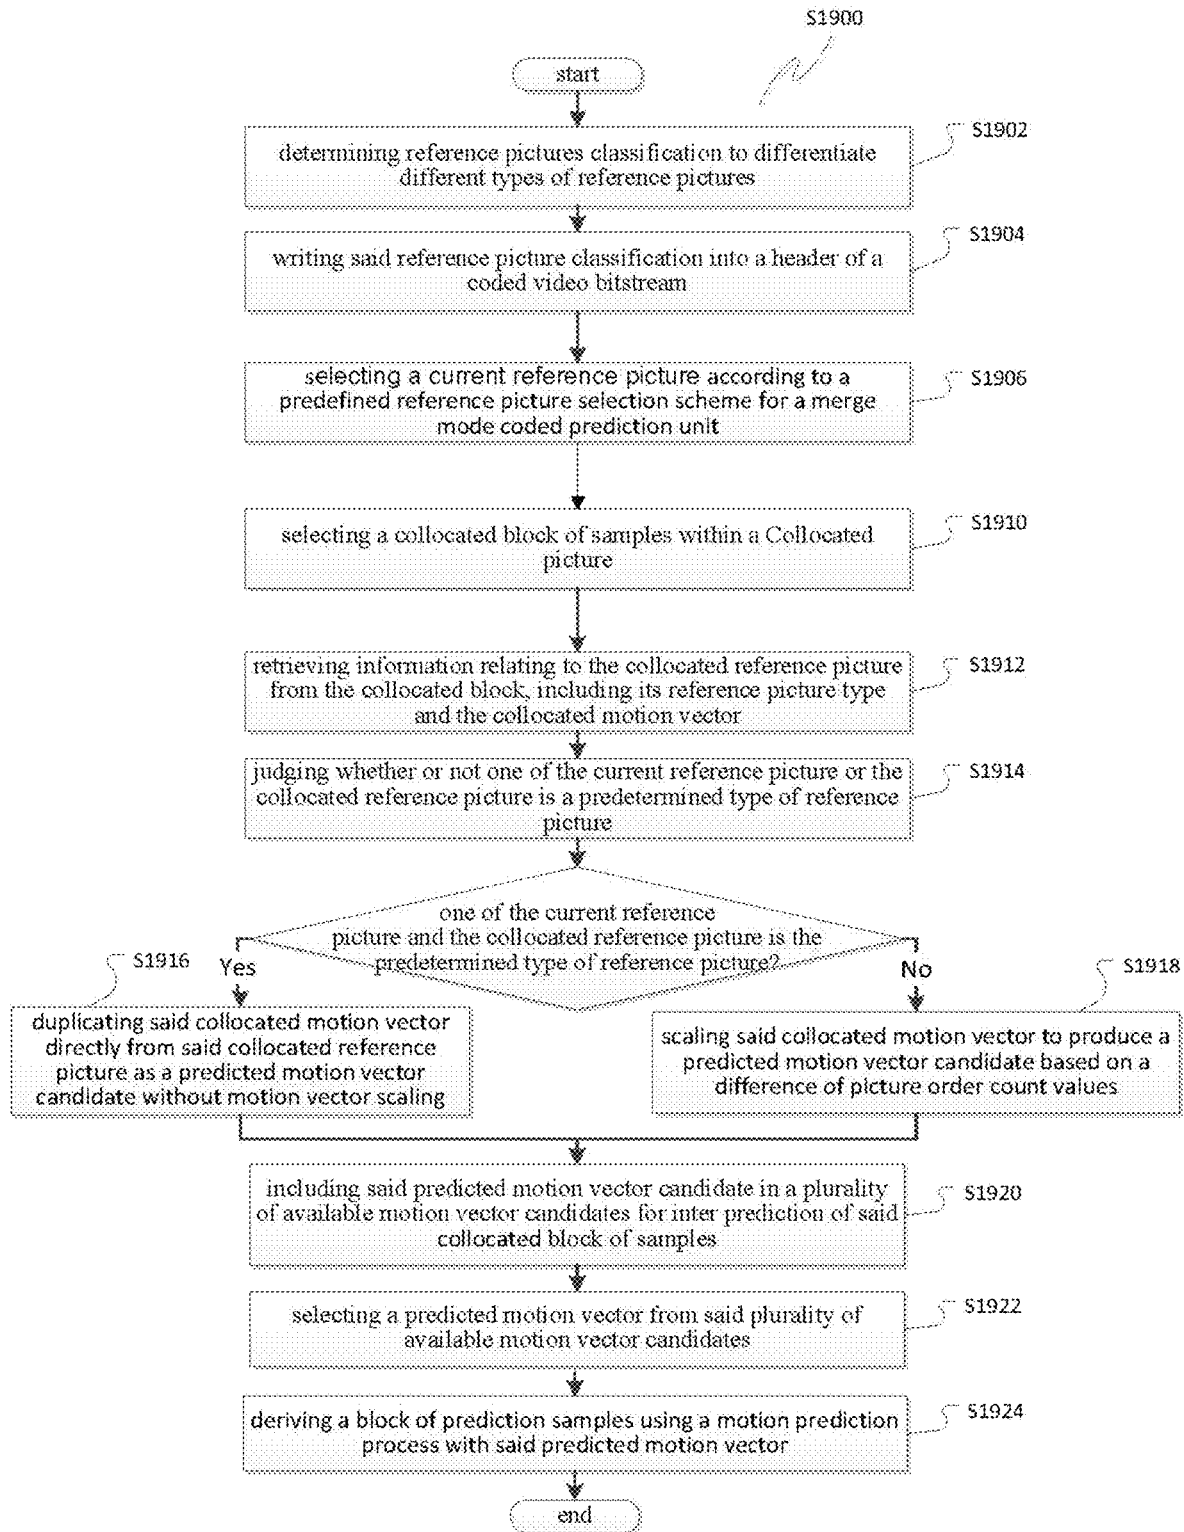 S1900
start
S1902
determining reference pictures classification to differentiate
different types of reference pictures
S1904
writing said reference picture classification into a header of a
coded video bitstream
S1906
selecting a current reference picture according to a
predefined reference picture selection scheme for a merge
mode coded prediction unit
S1910
selecting a collocated block of samples within a Collocated
picture
S1912
retrieving information relating to the collocated reference picture
from the collocated block, including its reference picture type
and the collocated motion vector
S1914
judging whether or not one of the current reference picture or the
collocated reference picture is a predetermined type of reference
picture
one of the current reference
picture and the collocated reference picture is the
predetermined type of reference picture?
S1916
Yes
No
S1918
duplicating said collocated motion vector
directly from said collocated reference
picture as a predicted motion vector
candidate without motion vector scaling
scaling said collocated motion vector to produce a
predicted motion vector candidate based on a
difference of picture order count values
S1920
including said predicted motion vector candidate in a plurality
of available motion vector candidates for inter prediction of said
collocated block of samples
S1922
selecting a predicted motion vector from said plurality of
available motion vector candidates
S1924
deriving a block of prediction samples using a motion prediction
process with said predicted motion vector
end